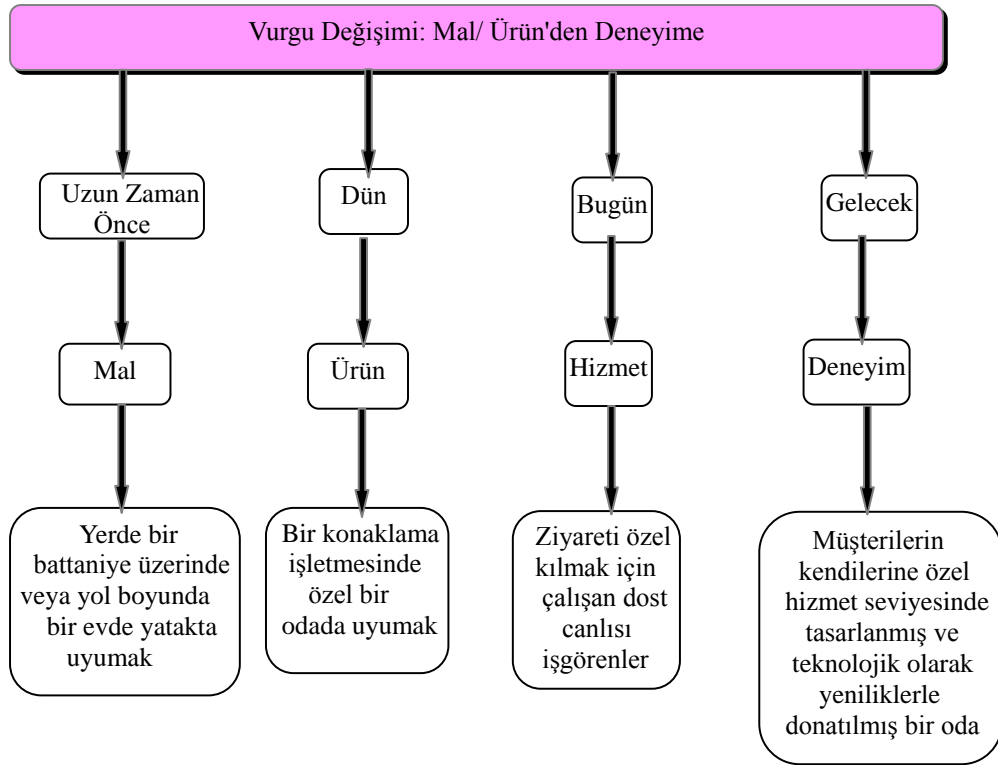 Vurgu Değişimi: Mal/ Ürün'den Deneyime
Uzun Zaman
Önce
Dün
Bugün
Gelecek
Mal
Ürün
Hizmet
Deneyim
Yerde bir
battaniye üzerinde
veya yol boyunda
bir evde yatakta
uyumak
Bir konaklama
işletmesinde
özel bir
odada uyumak
Ziyareti özel
kılmak için
çalışan dost
canlısı
işgörenler
Müşterilerin
kendilerine özel
hizmet seviyesinde
tasarlanmış ve
teknolojik olarak
yeniliklerle
donatılmış bir oda